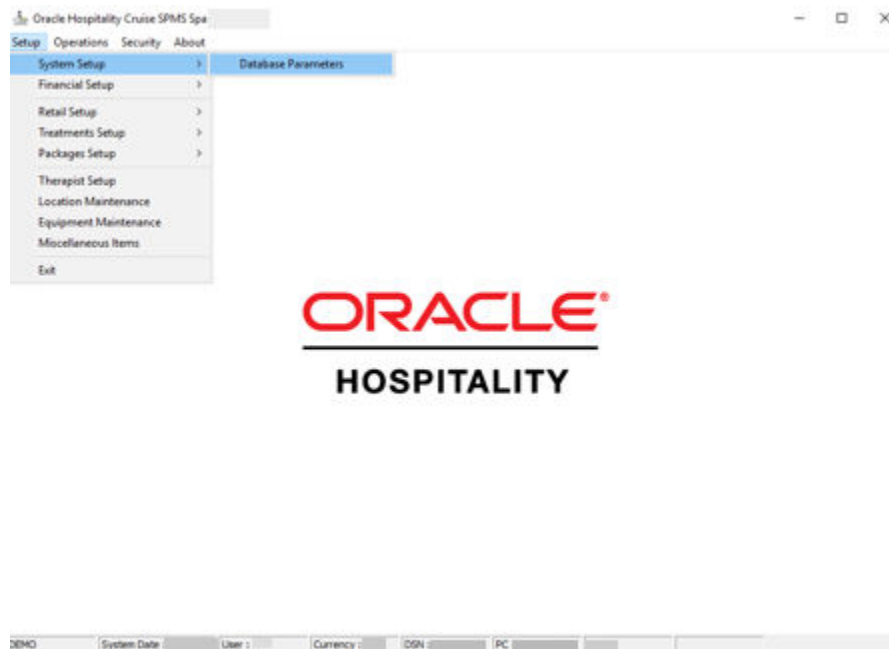 Oracle Hospitality Cruise SPMS Spa
Setup Operations Security About
System Setup > Database Parameters
Financial Setup >
Retail Setup >
Treatments Setup >
Packages Setup >
Therapist Setup
Location Maintenance
Equipment Maintenance
Miscellaneous Items
Exit
ORACLE®
HOSPITALITY
DEMO System Date User : Currency : DSN : PC